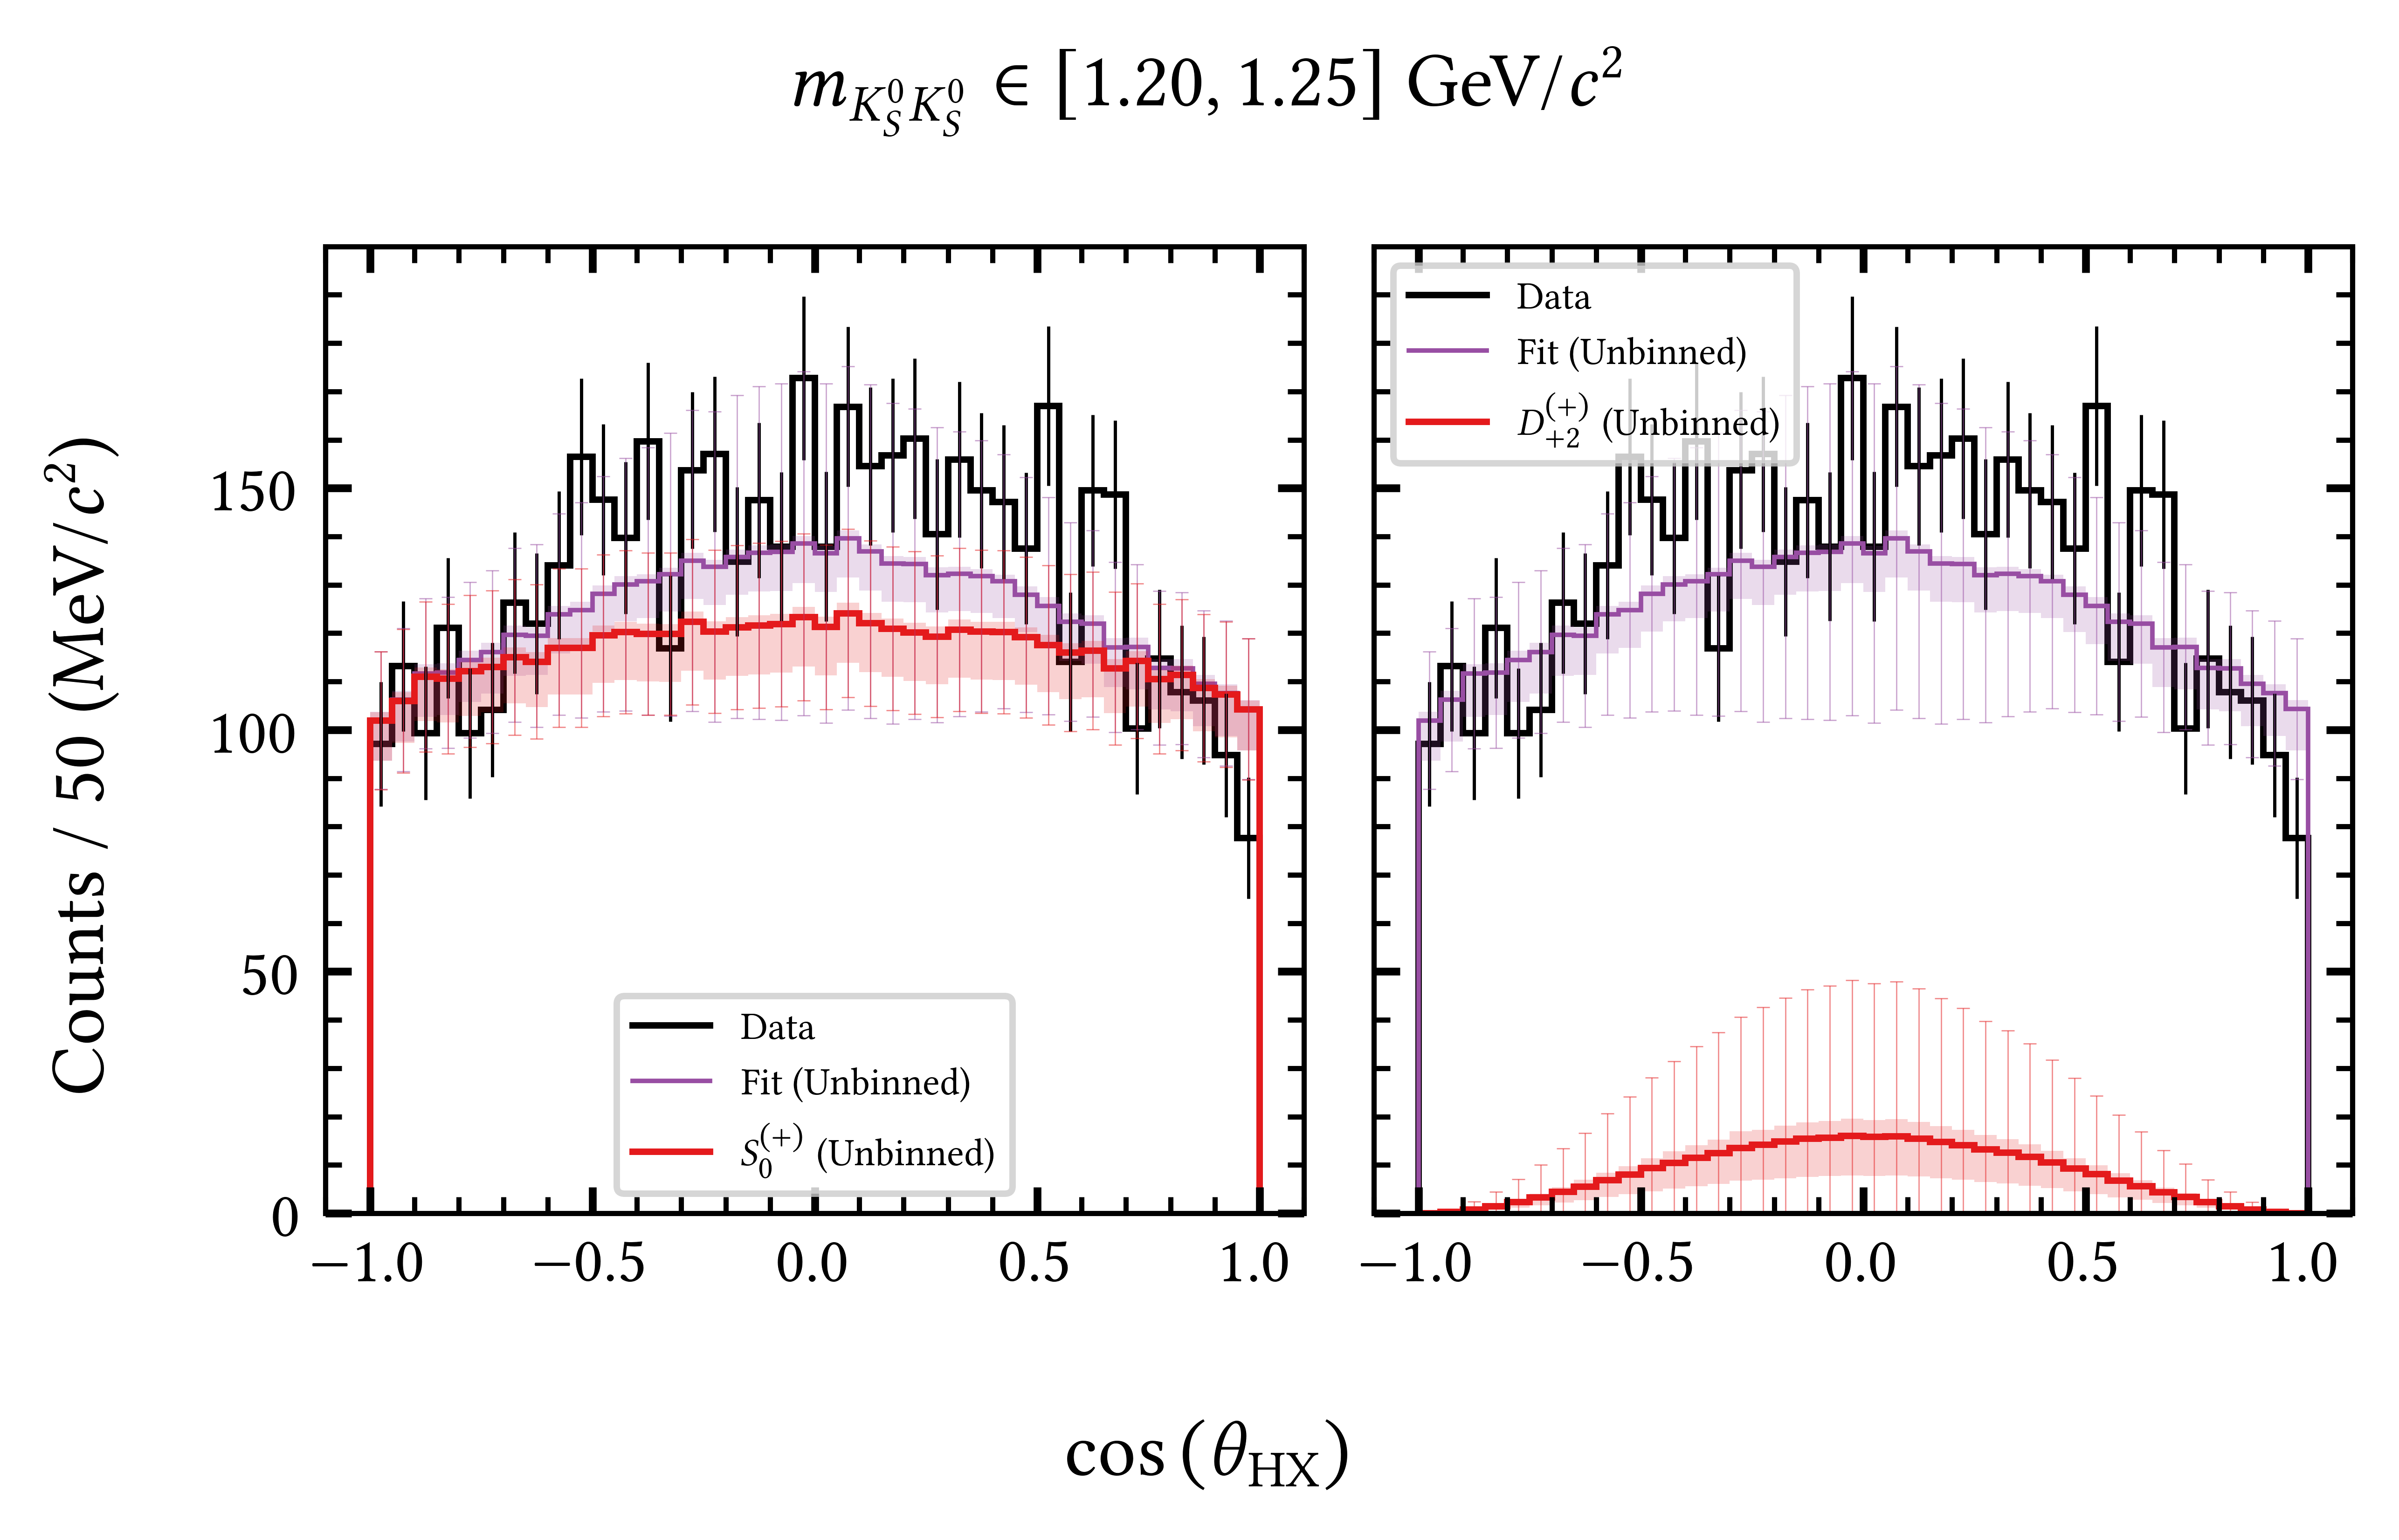 m_{K_S^0 K_S^0} ∈ [1.20, 1.25] GeV/c²
Counts / 50 (MeV/c²)
150
100
50
0
Data
Fit (Unbinned)
S_0^{(+)} (Unbinned)
−1.0 −0.5 0.0 0.5 1.0
Data
Fit (Unbinned)
D_{+2}^{(+)} (Unbinned)
−1.0 −0.5 0.0 0.5 1.0
cos (θ_{HX})